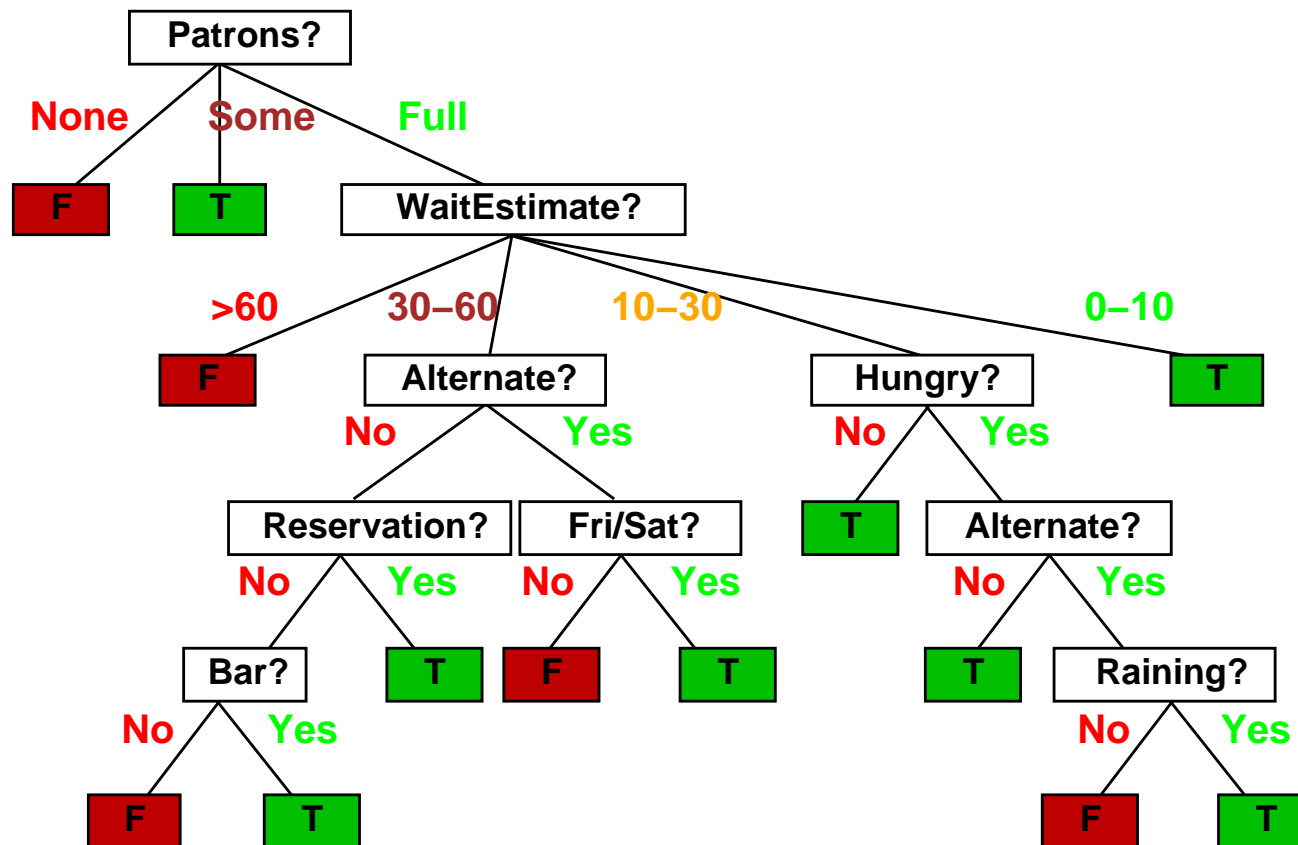 Patrons?
None Some Full
F T WaitEstimate?
>60 30–60 10–30 0–10
F Alternate? Hungry? T
No Yes No Yes
Reservation? Fri/Sat? T Alternate?
No Yes No Yes No Yes
Bar? T F T T Raining?
No Yes No Yes
F T F T